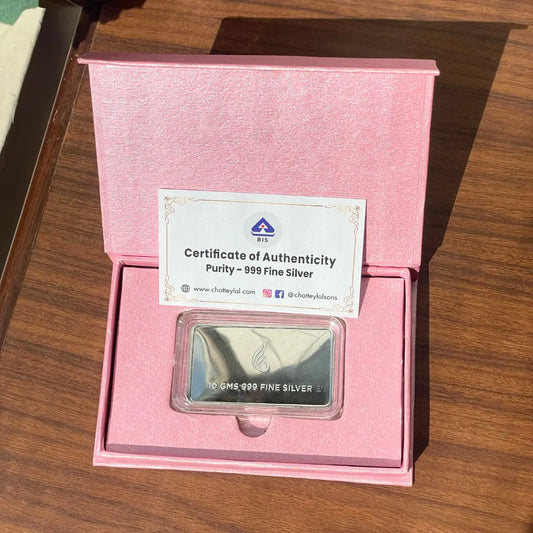 BIS
Certificate of Authenticity
Purity - 999 Fine Silver
www.chotteylal.com @chotteylalsons
10 GMS 999 FINE SILVER